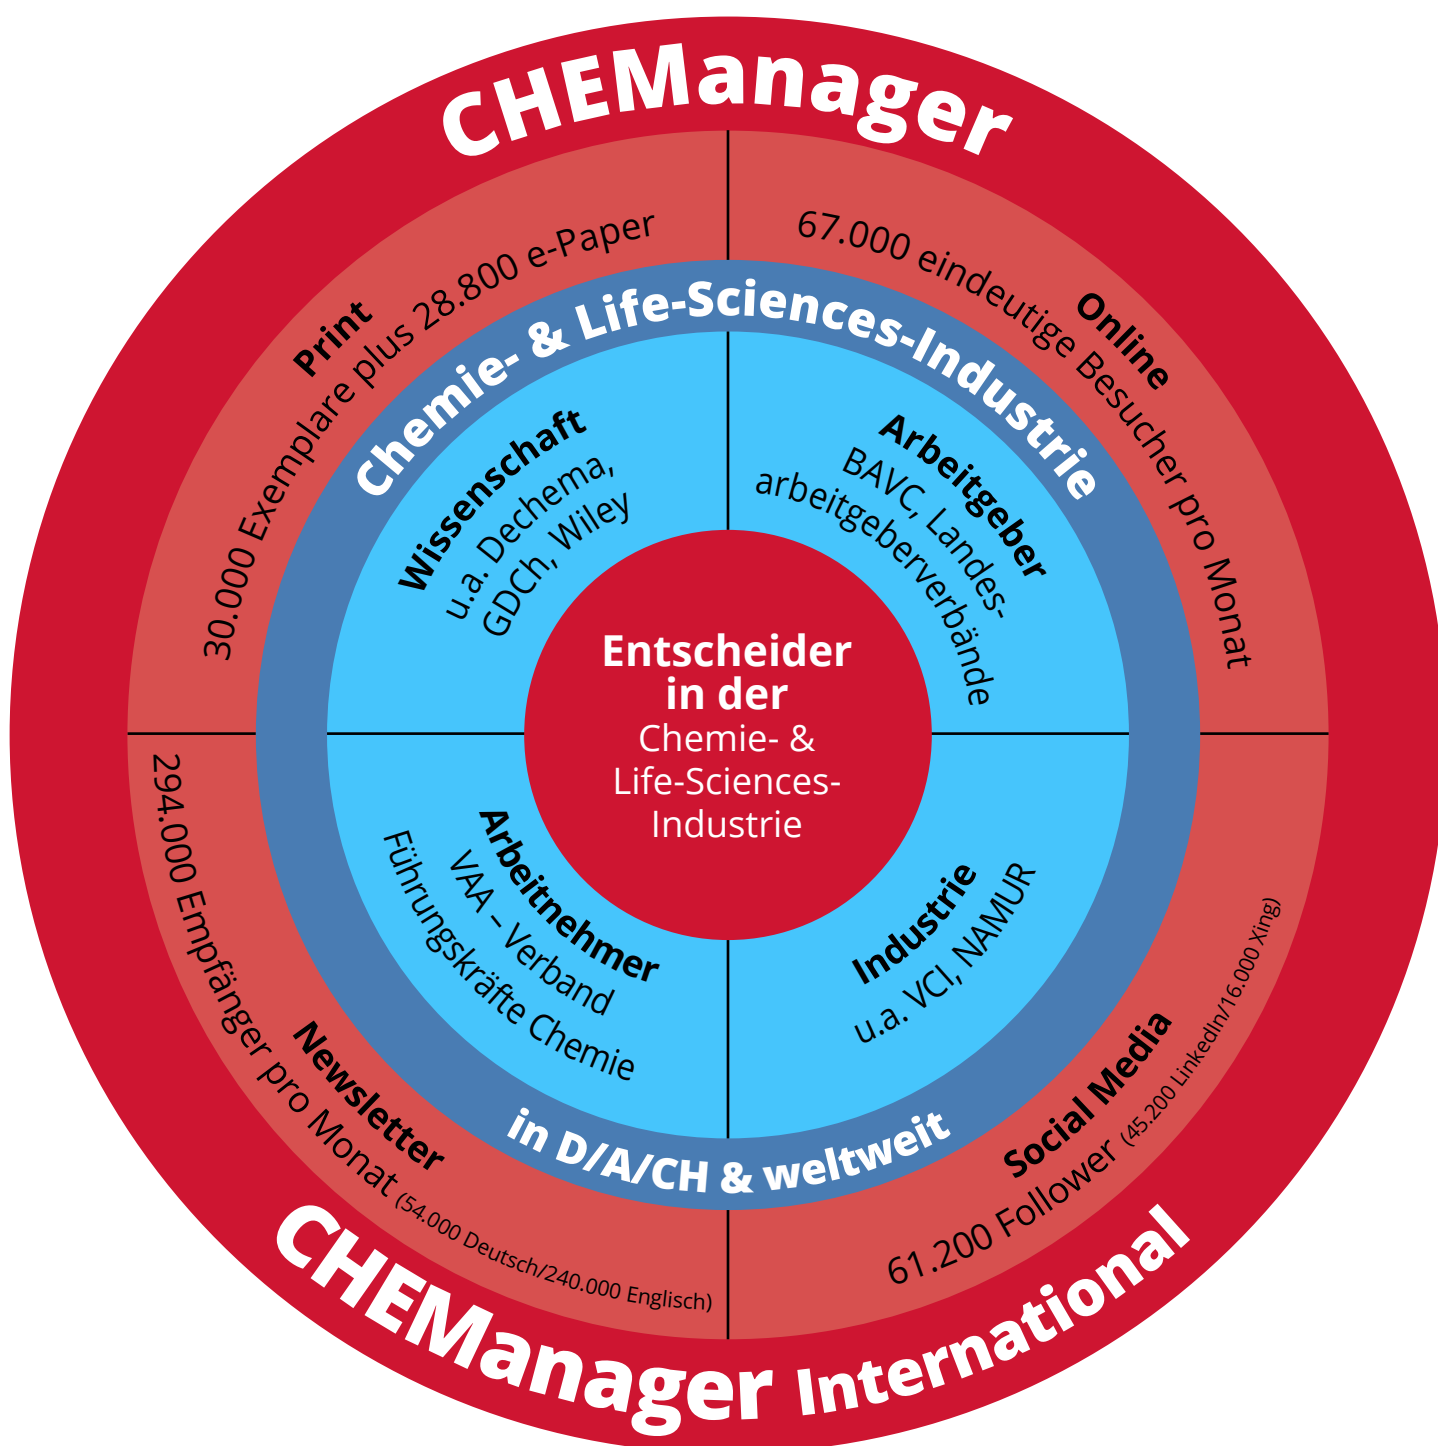 CHEManager
Print
30.000 Exemplare plus 28.800 e-Paper
Online
67.000 eindeutige Besucher pro Monat
Chemie- & Life-Sciences-Industrie
Wissenschaft
u.a. Dechema,
GDCh, Wiley
Arbeitgeber
BAVC, Landes-
arbeitgeberverbände
Entscheider
in der
Chemie- &
Life-Sciences-
Industrie
Arbeitnehmer
VAA – Verband
Führungskräfte Chemie
Industrie
u.a. VCI, NAMUR
in D/A/CH & weltweit
Newsletter
294.000 Empfänger pro Monat (54.000 Deutsch/240.000 Englisch)
Social Media
61.200 Follower (45.200 LinkedIn/16.000 Xing)
CHEManager International